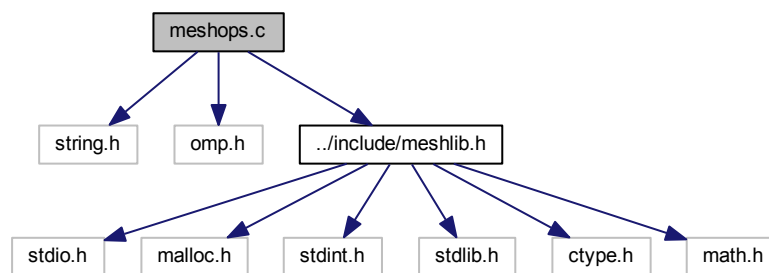 meshops.c
string.h
omp.h
../include/meshlib.h
stdio.h
malloc.h
stdint.h
stdlib.h
ctype.h
math.h